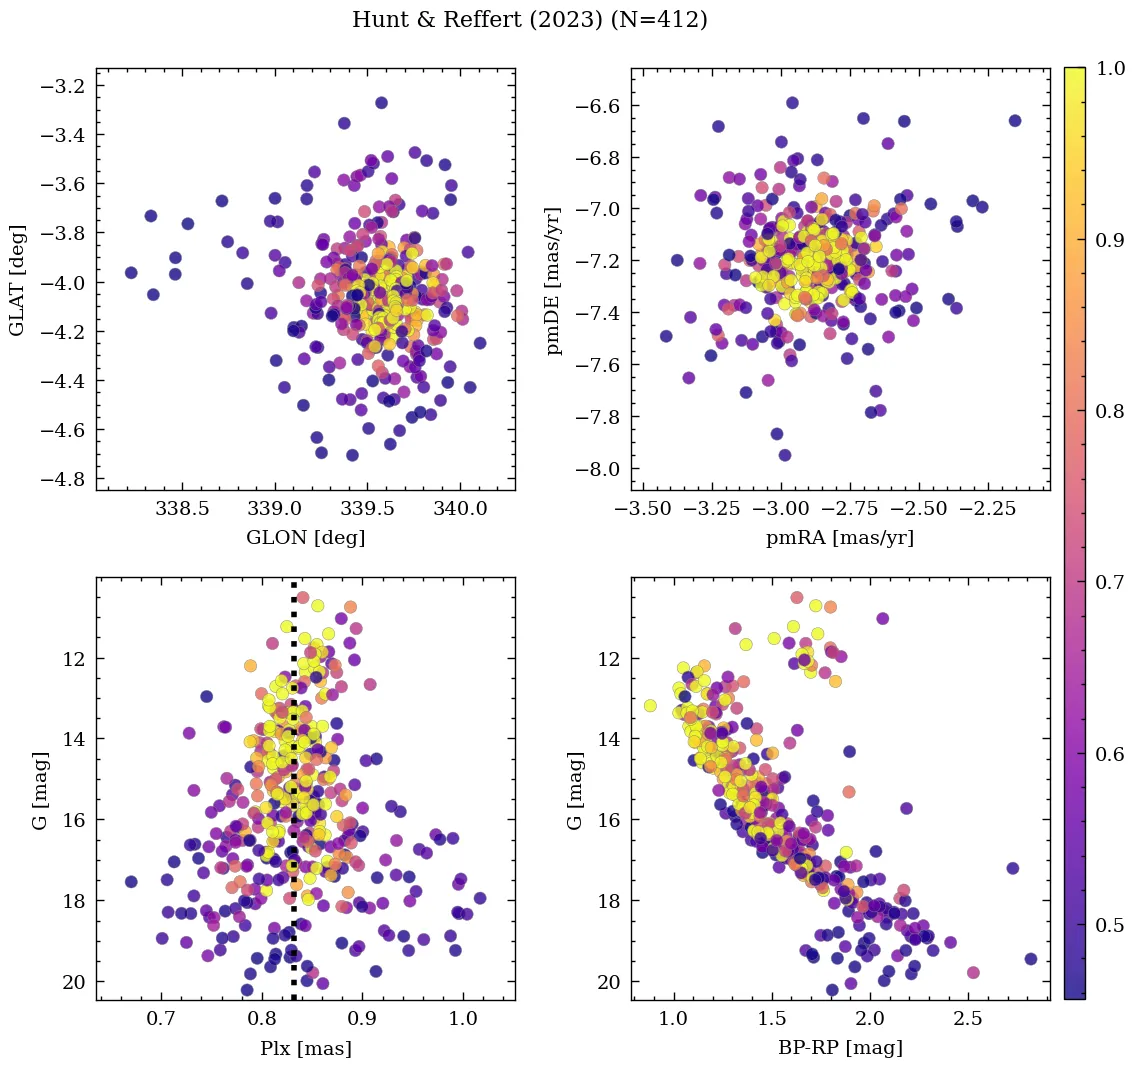 Hunt & Reffert (2023) (N=412)
−3.2
−3.4
−3.6
−3.8
−4.0
−4.2
−4.4
−4.6
−4.8
GLAT [deg]
338.5 339.0 339.5 340.0
GLON [deg]
−6.6
−6.8
−7.0
−7.2
−7.4
−7.6
−7.8
−8.0
pmDE [mas/yr]
−3.50 −3.25 −3.00 −2.75 −2.50 −2.25
pmRA [mas/yr]
12
14
16
18
20
G [mag]
0.7 0.8 0.9 1.0
Plx [mas]
12
14
16
18
20
G [mag]
1.0 1.5 2.0 2.5
BP-RP [mag]
1.0
0.9
0.8
0.7
0.6
0.5